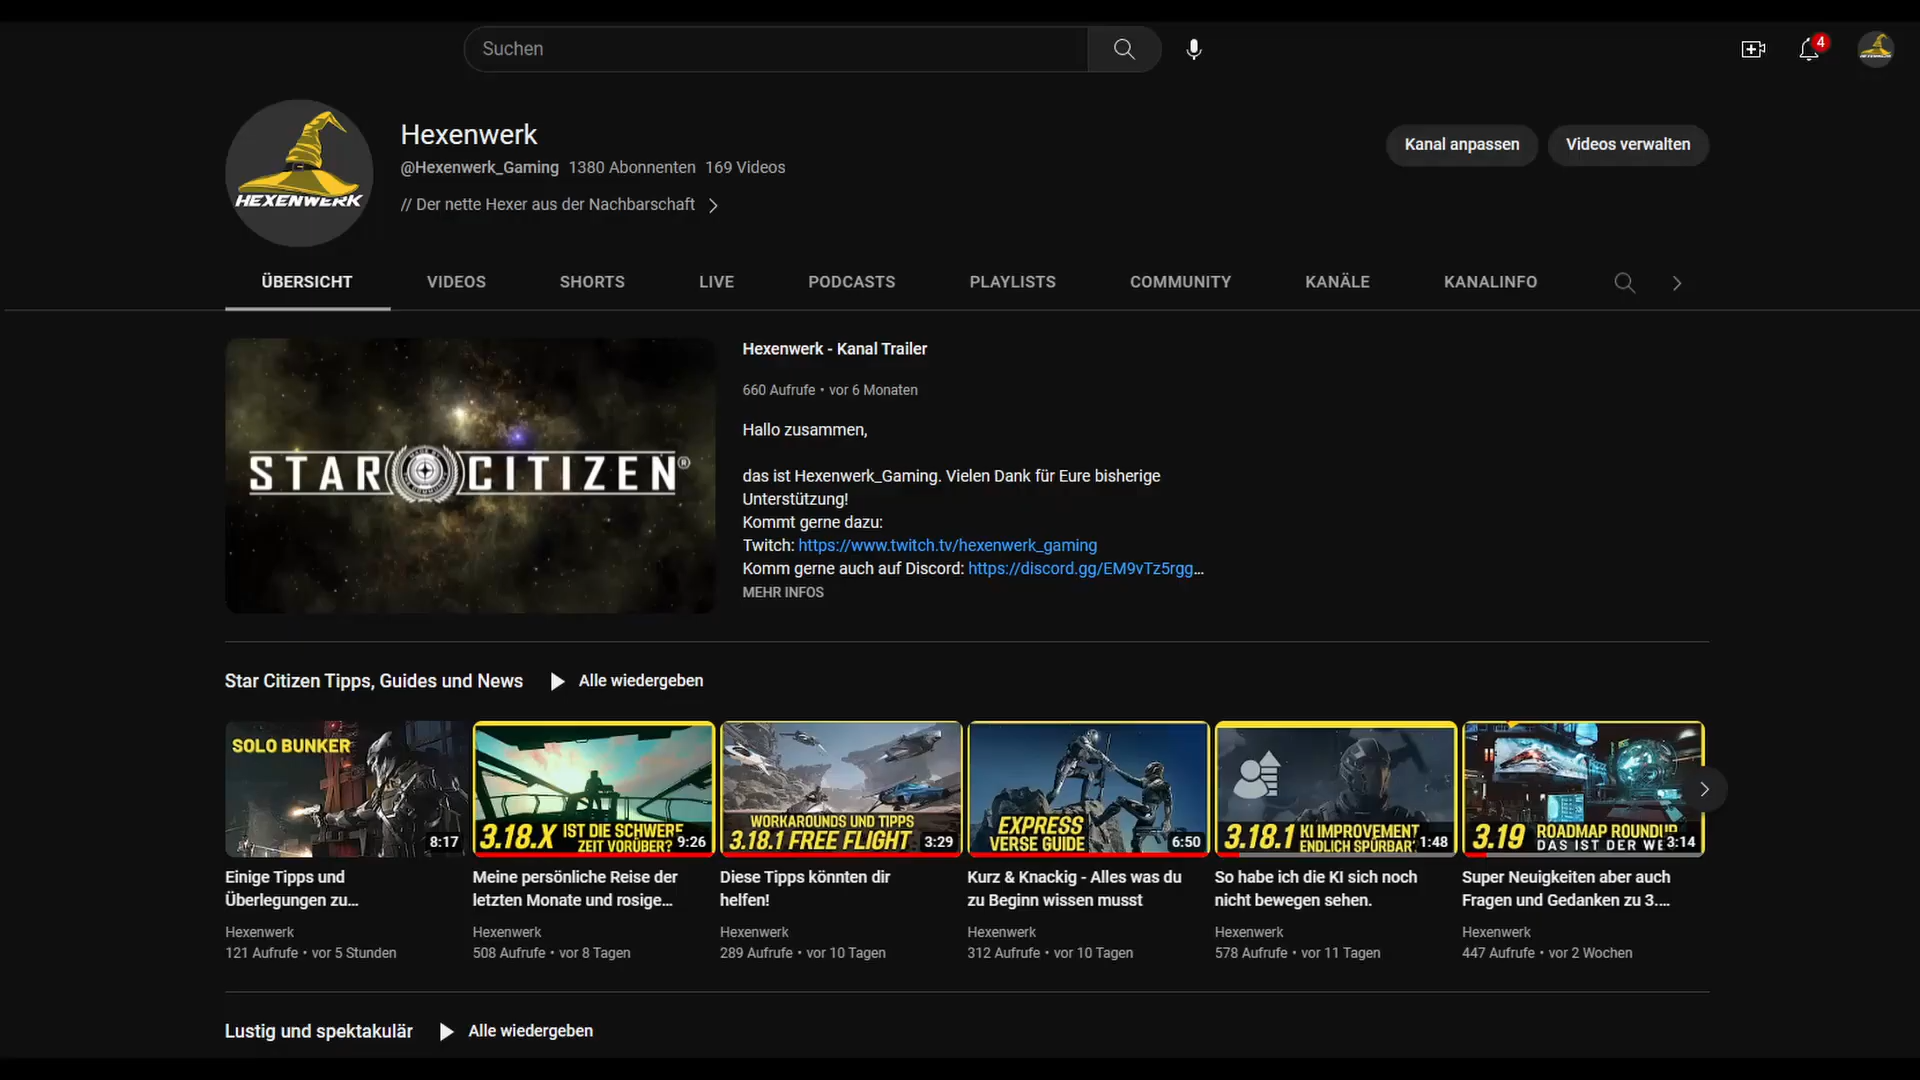 Suchen
4
HEXENWERK
Hexenwerk
@Hexenwerk_Gaming 1380 Abonnenten 169 Videos
// Der nette Hexer aus der Nachbarschaft
Kanal anpassen
Videos verwalten
ÜBERSICHT VIDEOS SHORTS LIVE PODCASTS PLAYLISTS COMMUNITY KANÄLE KANALINFO
STAR CITIZEN®
Hexenwerk - Kanal Trailer
660 Aufrufe • vor 6 Monaten
Hallo zusammen,
das ist Hexenwerk_Gaming. Vielen Dank für Eure bisherige
Unterstützung!
Kommt gerne dazu:
Twitch: https://www.twitch.tv/hexenwerk_gaming
Komm gerne auch auf Discord: https://discord.gg/EM9vTz5rgg...
MEHR INFOS
Star Citizen Tipps, Guides und News
Alle wiedergeben
SOLO BUNKER
8:17
Einige Tipps und
Überlegungen zu...
Hexenwerk
121 Aufrufe • vor 5 Stunden
3.18.X IST DIE SCHWERE
ZEIT VORÜBER?
9:26
Meine persönliche Reise der
letzten Monate und rosige...
Hexenwerk
508 Aufrufe • vor 8 Tagen
WORKAROUNDS UND TIPPS
3.18.1 FREE FLIGHT
3:29
Diese Tipps könnten dir
helfen!
Hexenwerk
289 Aufrufe • vor 10 Tagen
EXPRESS
VERSE GUIDE
6:50
Kurz & Knackig - Alles was du
zu Beginn wissen musst
Hexenwerk
312 Aufrufe • vor 10 Tagen
3.18.1 KI IMPROVEMENT
ENDLICH SPÜRBAR
1:48
So habe ich die KI sich noch
nicht bewegen sehen.
Hexenwerk
578 Aufrufe • vor 11 Tagen
3.19 ROADMAP ROUNDUP
DAS IST DER WE
3:14
Super Neuigkeiten aber auch
Fragen und Gedanken zu 3....
Hexenwerk
447 Aufrufe • vor 2 Wochen
Lustig und spektakulär
Alle wiedergeben